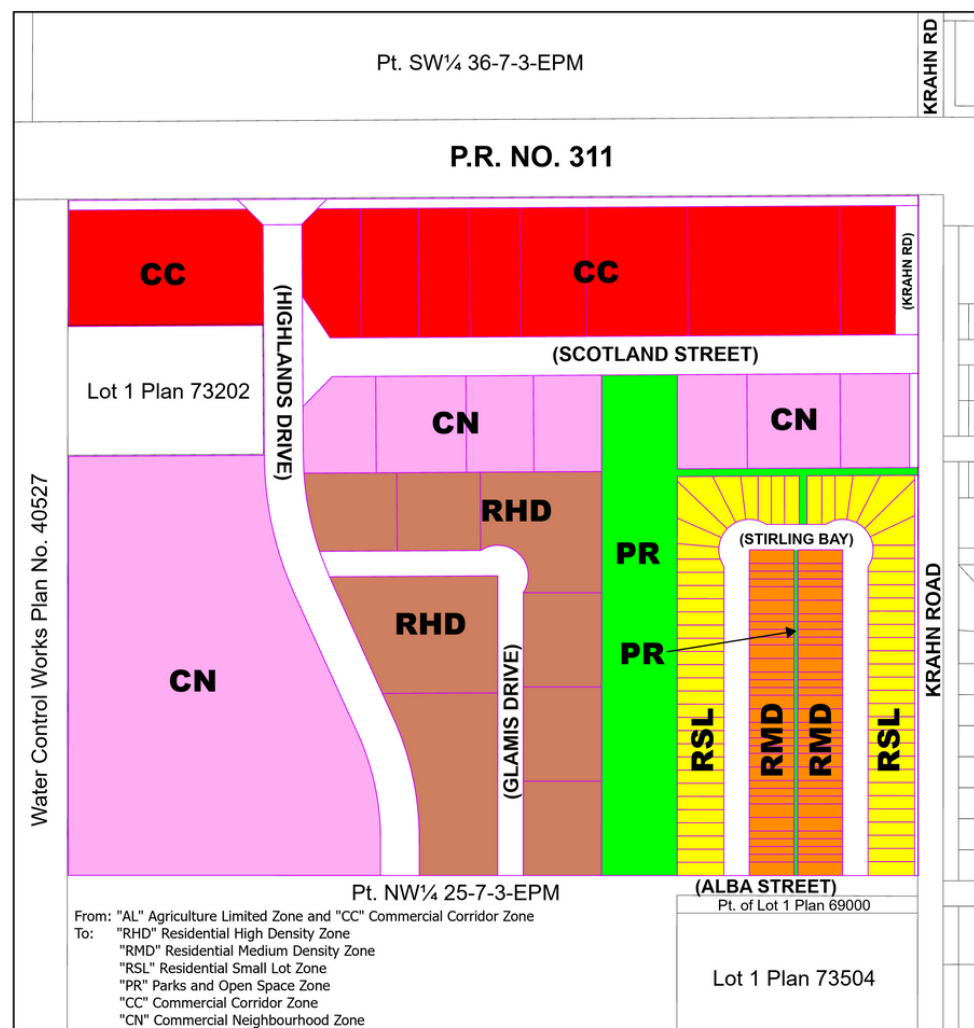 Pt. SW¼ 36-7-3-EPM
KRAHN RD
P.R. NO. 311
CC
CC
(KRAHN RD)
(HIGHLANDS DRIVE)
(SCOTLAND STREET)
Lot 1 Plan 73202
CN
CN
Water Control Works Plan No. 40527
RHD
PR
(STIRLING BAY)
KRAHN ROAD
RHD
PR
CN
(GLAMIS DRIVE)
RSL
RMD
RMD
RSL
Pt. NW¼ 25-7-3-EPM
(ALBA STREET)
Pt. of Lot 1 Plan 69000
Lot 1 Plan 73504
From: "AL" Agriculture Limited Zone and "CC" Commercial Corridor Zone
To: "RHD" Residential High Density Zone
"RMD" Residential Medium Density Zone
"RSL" Residential Small Lot Zone
"PR" Parks and Open Space Zone
"CC" Commercial Corridor Zone
"CN" Commercial Neighbourhood Zone